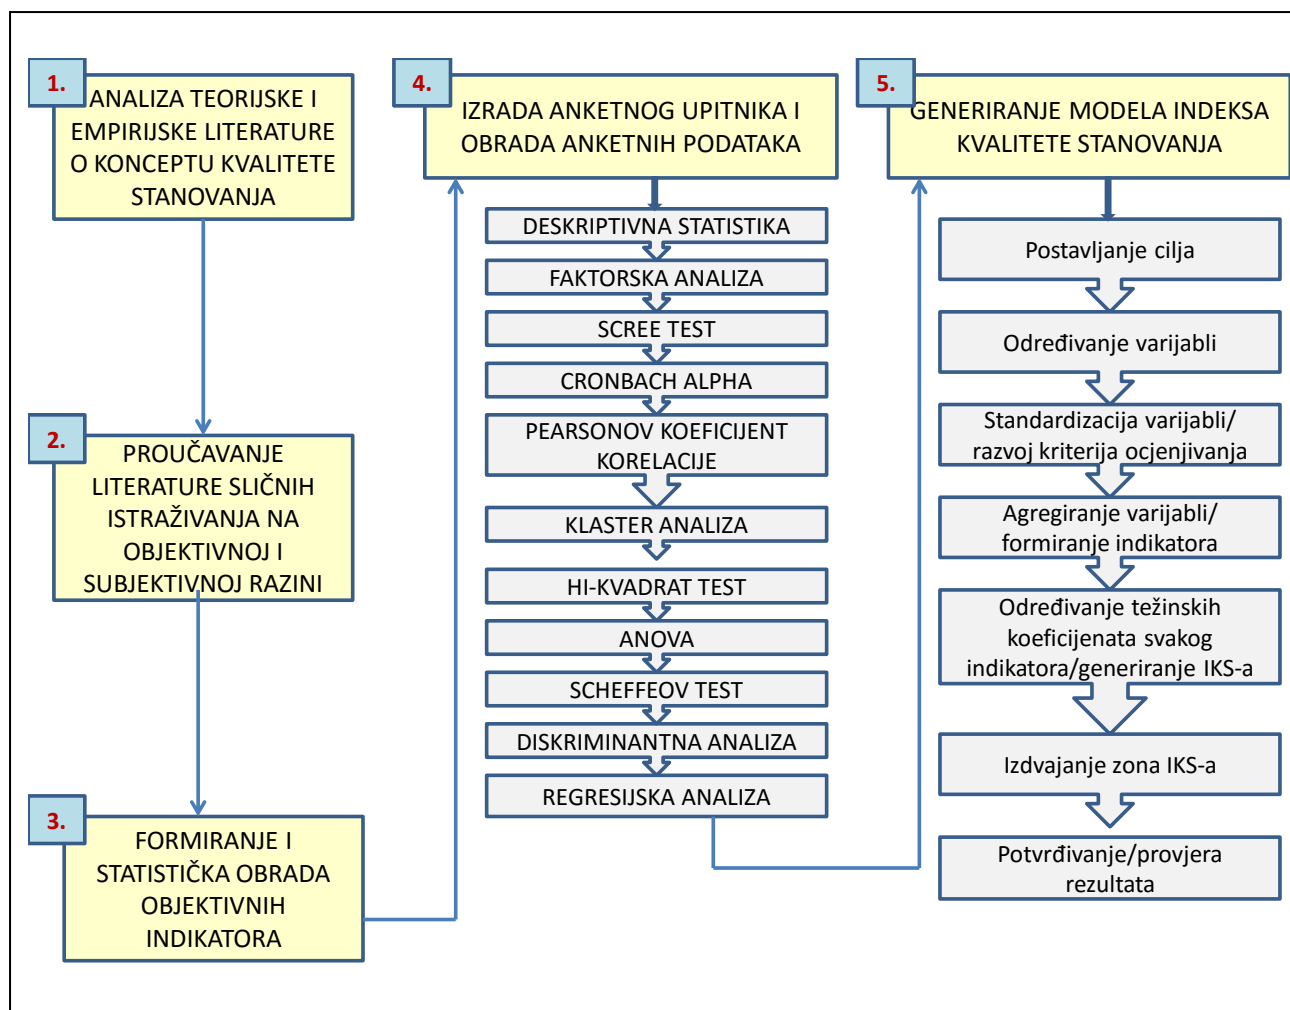 1.
ANALIZA TEORIJSKE I
EMPIRIJSKE LITERATURE
O KONCEPTU KVALITETE
STANOVANJA
2.
PROUČAVANJE
LITERATURE SLIČNIH
ISTRAŽIVANJA NA
OBJEKTIVNOJ I
SUBJEKTIVNOJ RAZINI
3.
FORMIRANJE I
STATISTIČKA OBRADA
OBJEKTIVNIH
INDIKATORA
4.
IZRADA ANKETNOG UPITNIKA I
OBRADA ANKETNIH PODATAKA
DESKRIPTIVNA STATISTIKA
FAKTORSKA ANALIZA
SCREE TEST
CRONBACH ALPHA
PEARSONOV KOEFICIJENT
KORELACIJE
KLASTER ANALIZA
HI-KVADRAT TEST
ANOVA
SCHEFFEOV TEST
DISKRIMINANTNA ANALIZA
REGRESIJSKA ANALIZA
5.
GENERIRANJE MODELA INDEKSA
KVALITETE STANOVANJA
Postavljanje cilja
Određivanje varijabli
Standardizacija varijabli/
razvoj kriterija ocjenjivanja
Agregiranje varijabli/
formiranje indikatora
Određivanje težinskih
koeficijenata svakog
indikatora/generiranje IKS-a
Izdvajanje zona IKS-a
Potvrđivanje/provjera
rezultata